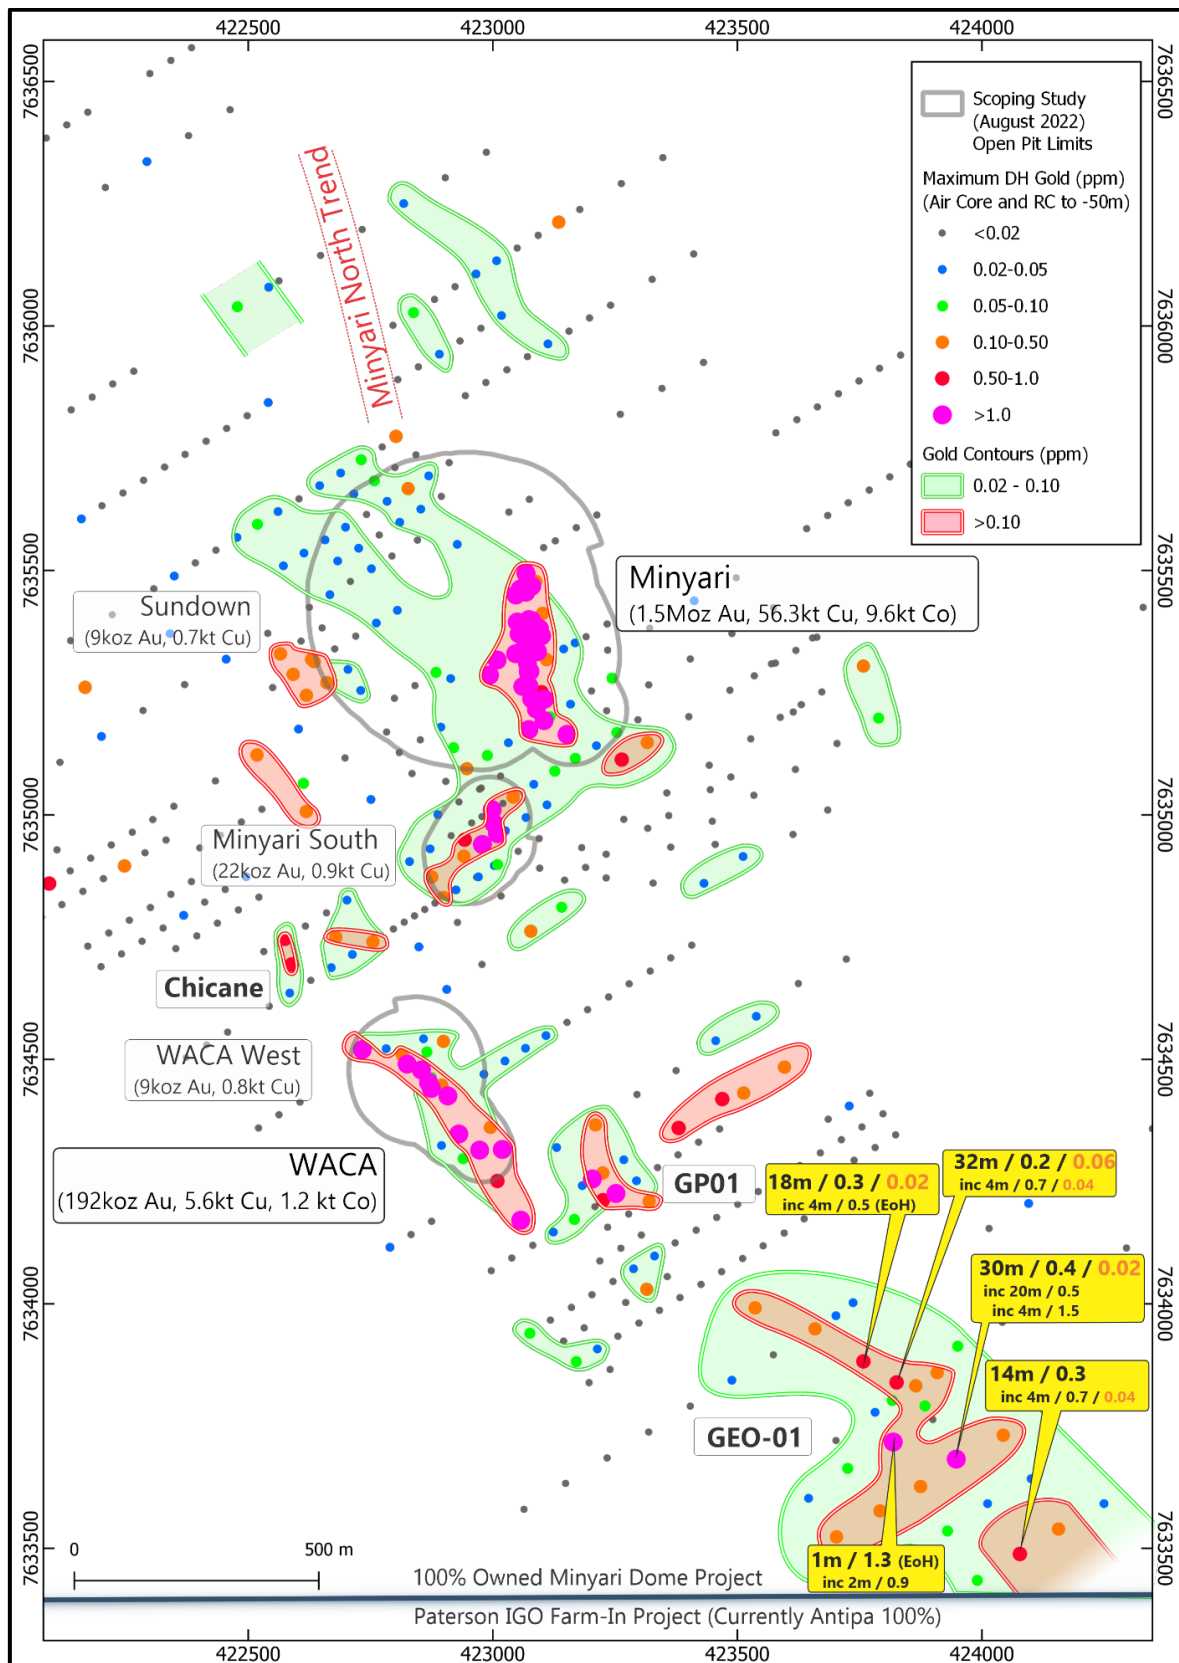 422500 423000 423500 424000
7636500
7636500
Scoping Study
(August 2022)
Open Pit Limits
Maximum DH Gold (ppm)
(Air Core and RC to -50m)
<0.02
0.02-0.05
0.05-0.10
0.10-0.50
0.50-1.0
>1.0
Gold Contours (ppm)
0.02 - 0.10
>0.10
Minyari North Trend
7636000
7636000
7635500
7635500
Minyari
(1.5Moz Au, 56.3kt Cu, 9.6kt Co)
Sundown
(9koz Au, 0.7kt Cu)
7635000
7635000
Minyari South
(22koz Au, 0.9kt Cu)
Chicane
WACA West
(9koz Au, 0.8kt Cu)
7634500
7634500
WACA
(192koz Au, 5.6kt Cu, 1.2 kt Co)
GP01
32m / 0.2 / 0.06
inc 4m / 0.7 / 0.04
18m / 0.3 / 0.02
inc 4m / 0.5 (EoH)
30m / 0.4 / 0.02
inc 20m / 0.5
inc 4m / 1.5
7634000
7634000
14m / 0.3
inc 4m / 0.7 / 0.04
GEO-01
7633500
7633500
1m / 1.3 (EoH)
inc 2m / 0.9
0 500 m
100% Owned Minyari Dome Project
Paterson IGO Farm-In Project (Currently Antipa 100%)
422500 423000 423500 424000